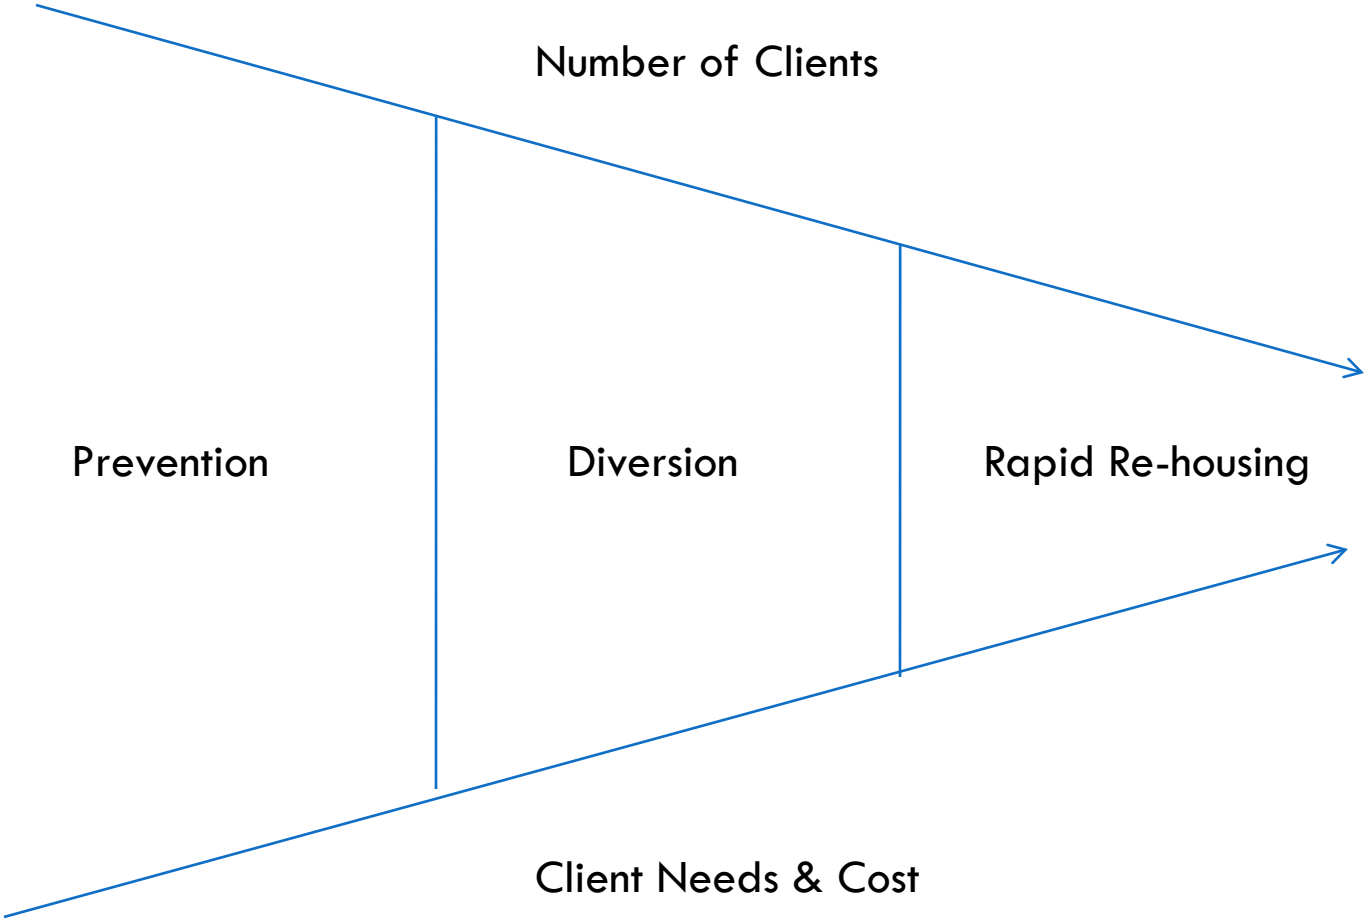 Number of Clients
Prevention
Diversion
Rapid Re-housing
Client Needs & Cost